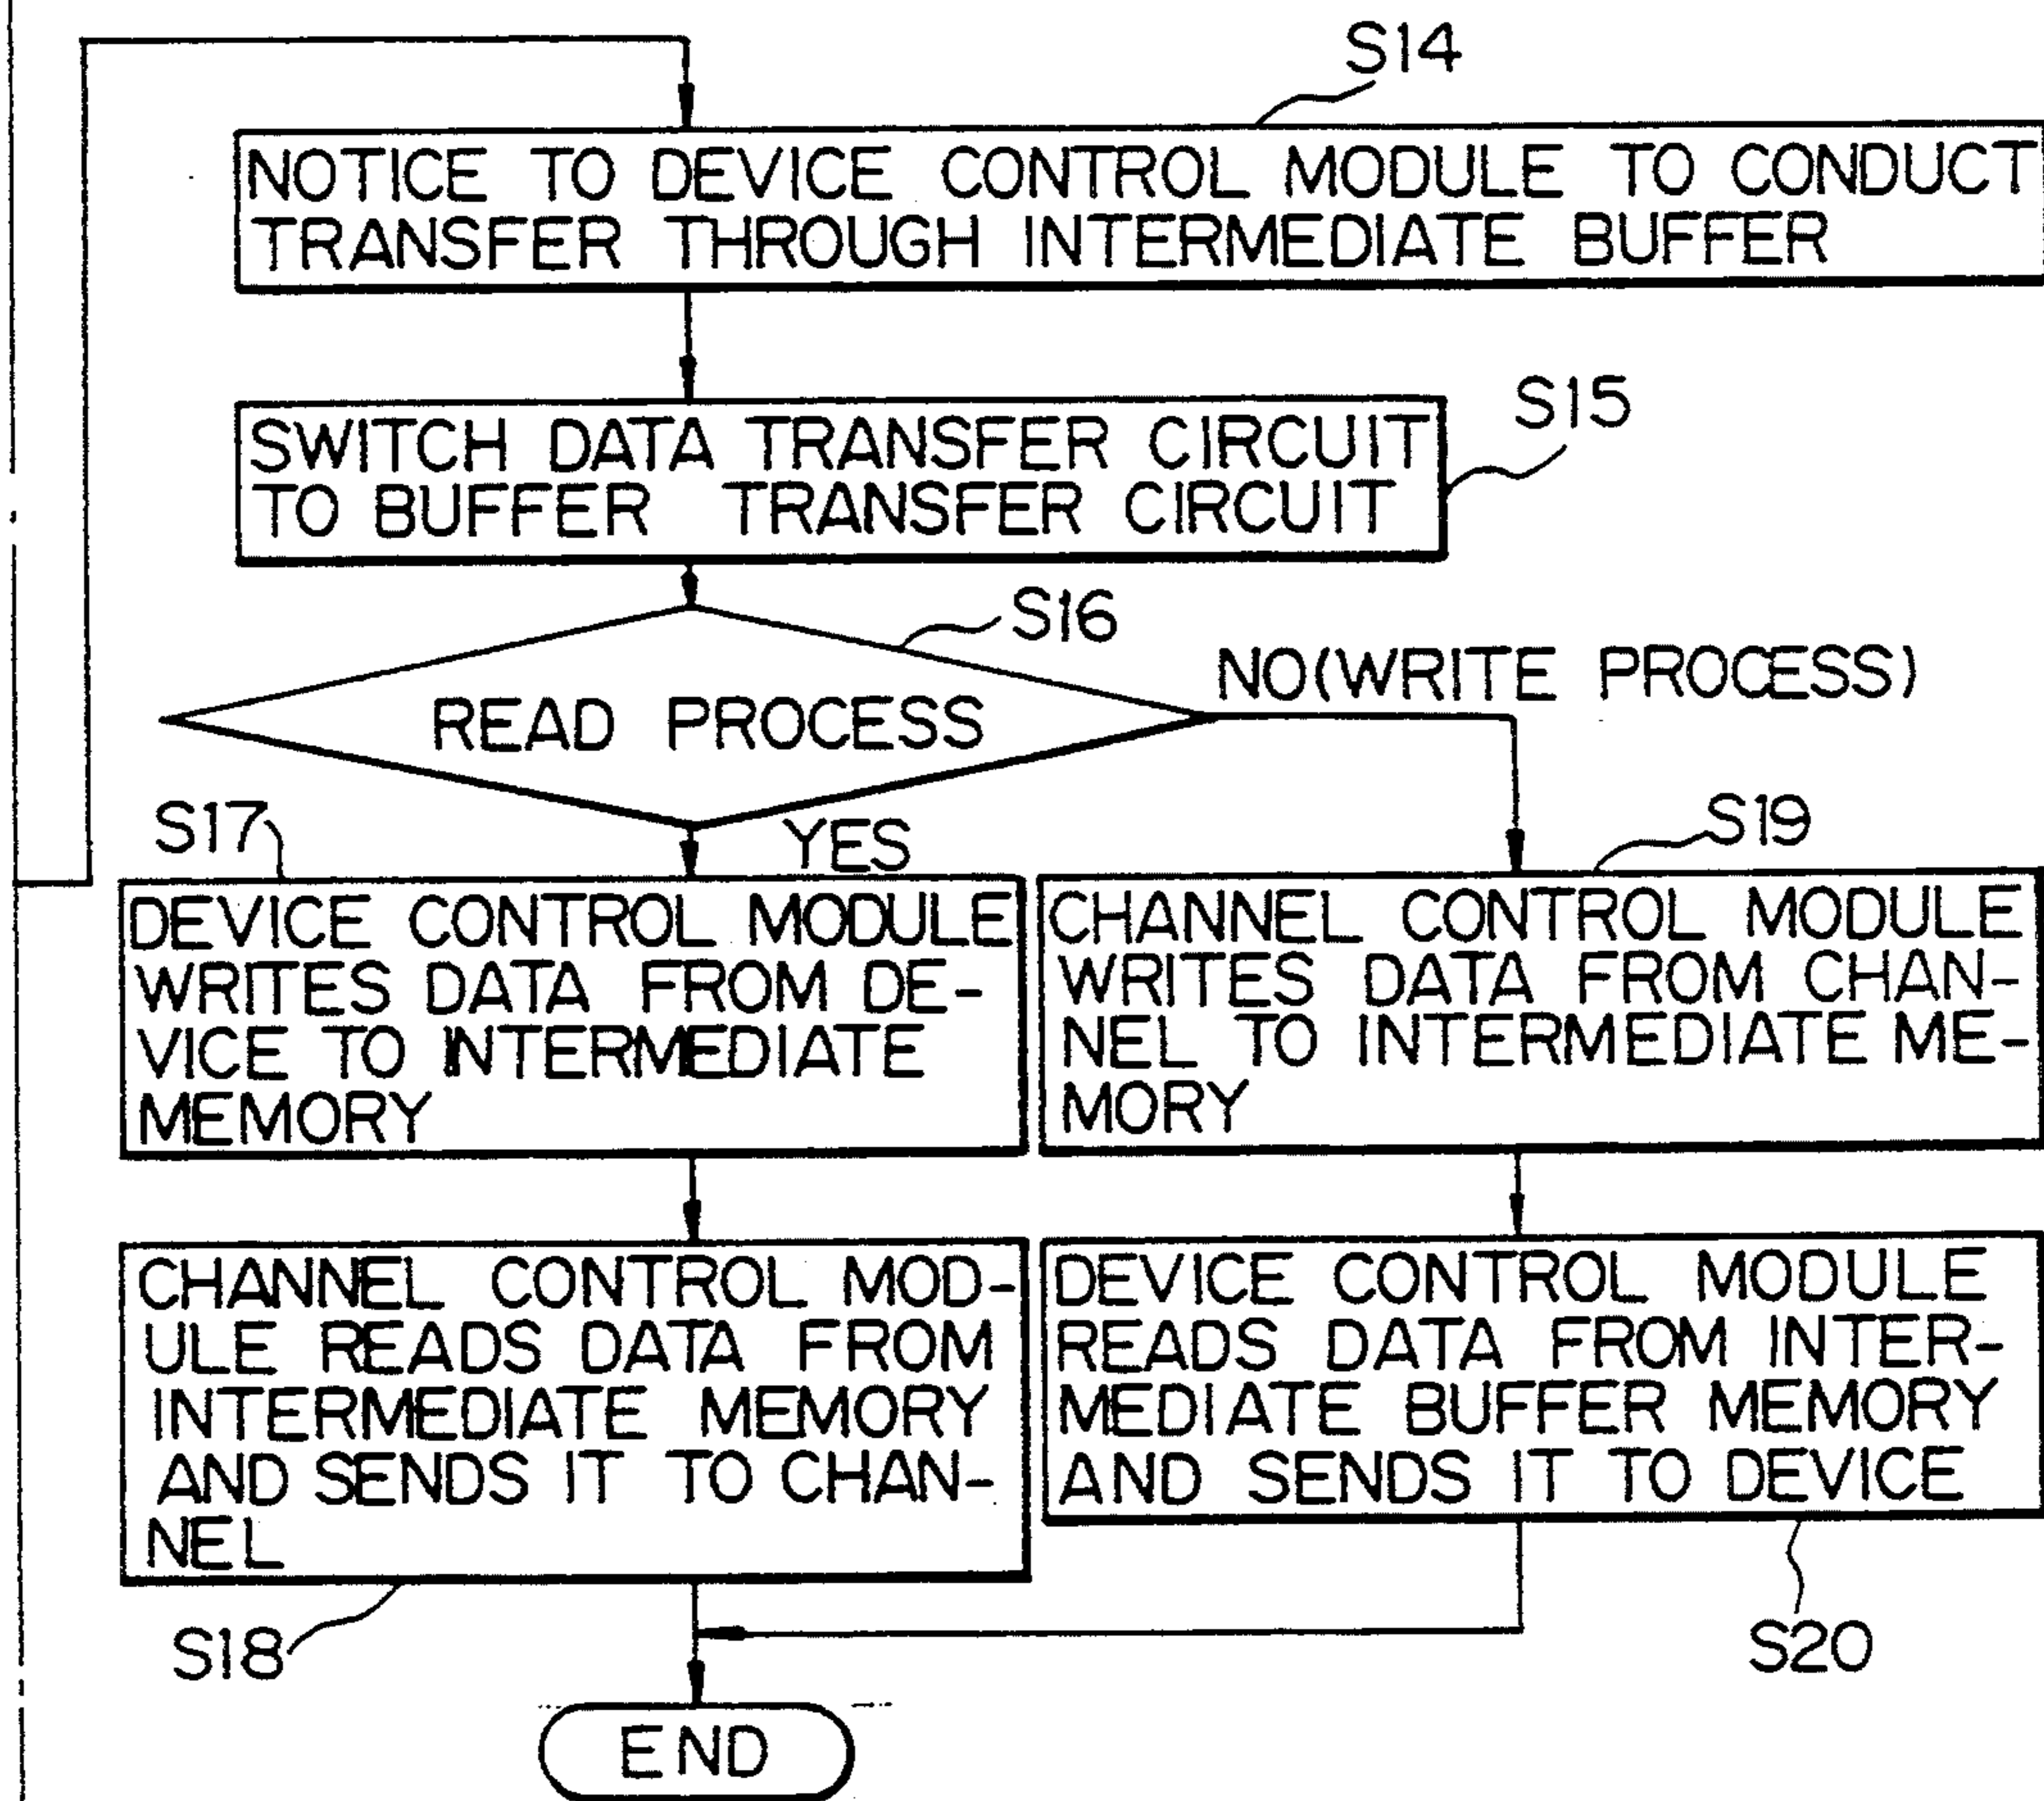 S14
NOTICE TO DEVICE CONTROL MODULE TO CONDUCT
TRANSFER THROUGH INTERMEDIATE BUFFER
S15
SWITCH DATA TRANSFER CIRCUIT
TO BUFFER TRANSFER CIRCUIT
S16
READ PROCESS
NO(WRITE PROCESS)
YES
S17
DEVICE CONTROL MODULE
WRITES DATA FROM DE-
VICE TO INTERMEDIATE
MEMORY
S19
CHANNEL CONTROL MODULE
WRITES DATA FROM CHAN-
NEL TO INTERMEDIATE ME-
MORY
CHANNEL CONTROL MOD-
ULE READS DATA FROM
INTERMEDIATE MEMORY
AND SENDS IT TO CHAN-
NEL
S18
DEVICE CONTROL MODULE
READS DATA FROM INTER-
MEDIATE BUFFER MEMORY
AND SENDS IT TO DEVICE
S20
END